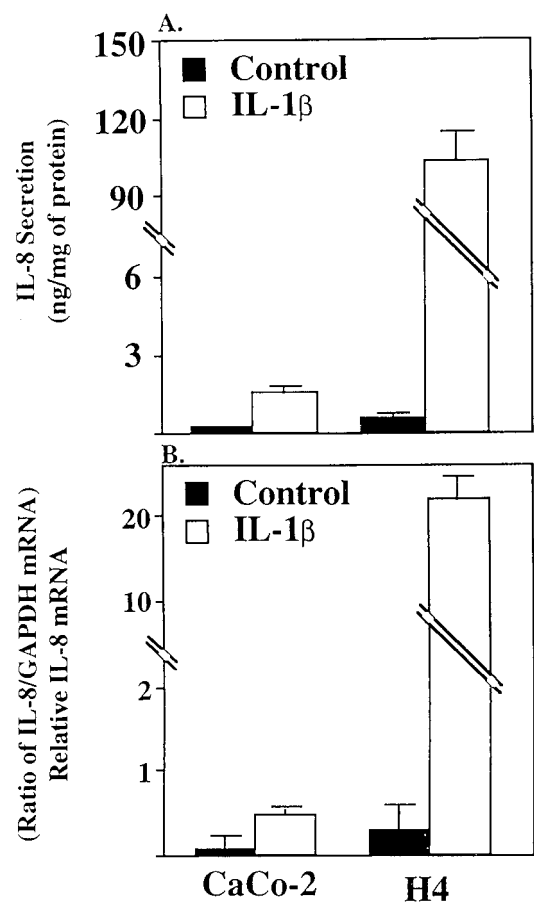 A.
150
120
90
6
3
IL-8 Secretion
(ng/mg of protein)
Control
IL-1β
B.
20
10
2
1
(Ratio of IL-8/GAPDH mRNA)
Relative IL-8 mRNA
Control
IL-1β
CaCo-2
H4